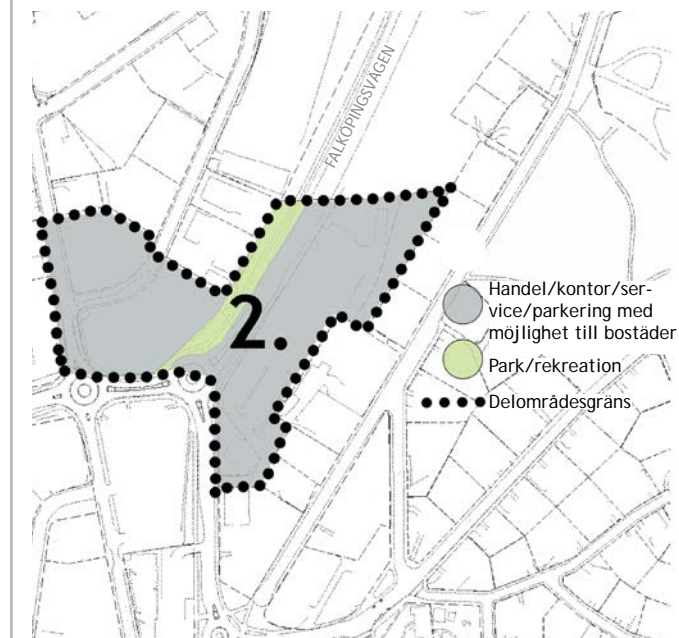 FALKÖPINGSVÄGEN
2.
Handel/kontor/ser-
vice/parkering med
möjlighet till bostäder
Park/rekreation
Delområdesgräns